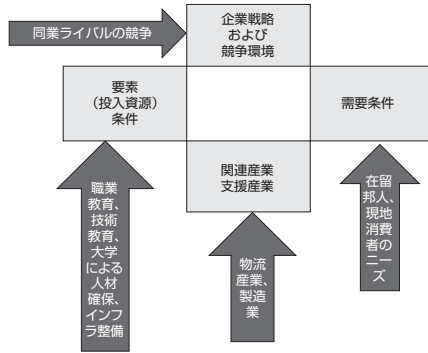 同業ライバルの競争
企業戦略
および
競争環境
要素
（投入資源）
条件
需要条件
関連産業
支援産業
職業
教育、
技術
教育、
大学
による
人材
確保、
インフ
ラ整備
物流
産業、
製造
業
在留
邦人、
現地
消費
者の
ニー
ズ